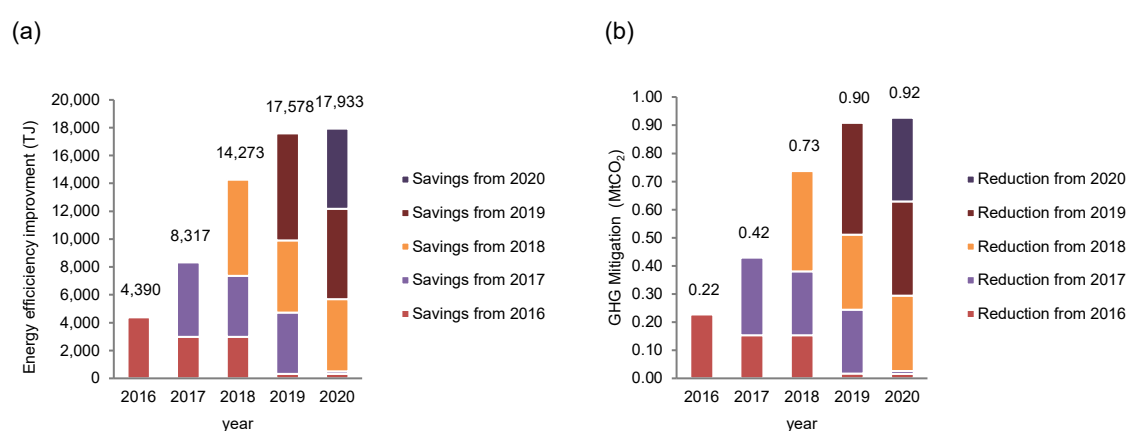 (a)
20,000
18,000
16,000
14,000
12,000
10,000
8,000
6,000
4,000
2,000
0
Energy efficiciency improvment (TJ)
4,390
8,317
14,273
17,578
17,933
2016 2017 2018 2019 2020
year
Savings from 2020
Savings from 2019
Savings from 2018
Savings from 2017
Savings from 2016
(b)
1.00
0.90
0.80
0.70
0.60
0.50
0.40
0.30
0.20
0.10
0.00
GHG Mitigation (MtCO₂)
0.22
0.42
0.73
0.90
0.92
2016 2017 2018 2019 2020
year
Reduction from 2020
Reduction from 2019
Reduction from 2018
Reduction from 2017
Reduction from 2016